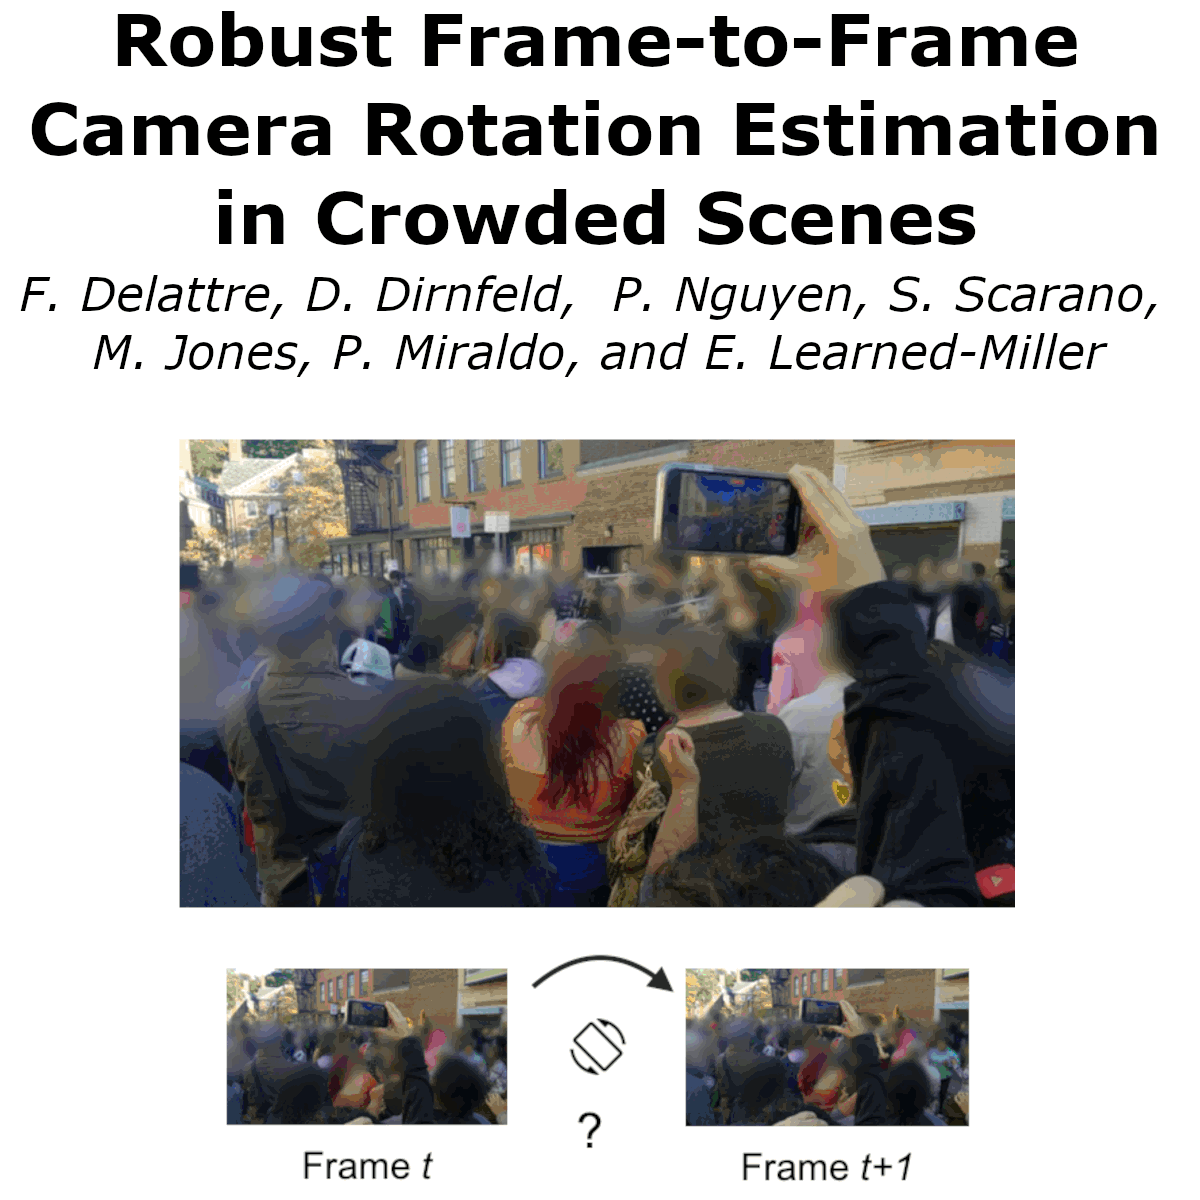 Robust Frame-to-Frame
Camera Rotation Estimation
in Crowded Scenes
F. Delattre, D. Dirnfeld, P. Nguyen, S. Scarano,
M. Jones, P. Miraldo, and E. Learned-Miller
?
Frame t
Frame t+1